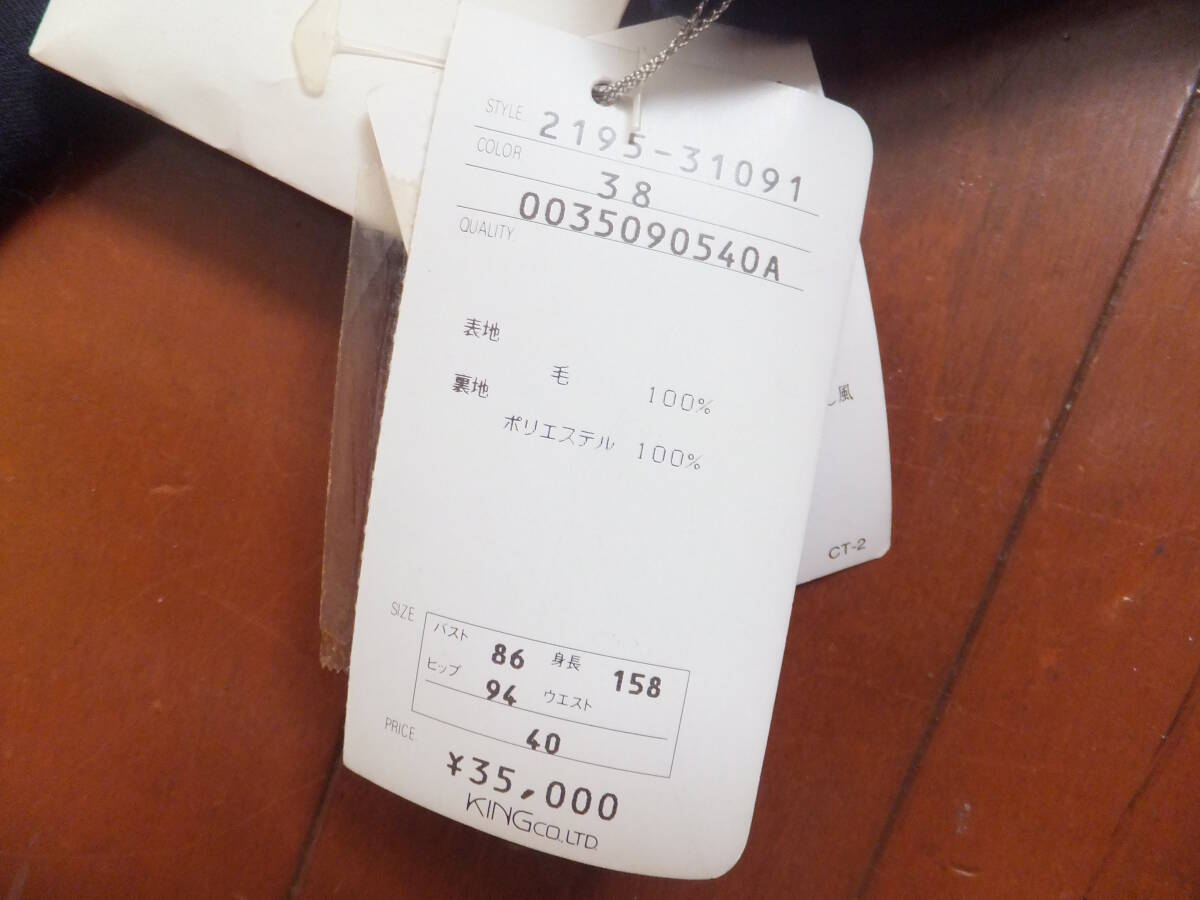 STYLE 2195-31091
COLOR 38
0035090540A
QUALITY
表地
毛 100%
裏地
ポリエステル 100%
SIZE
バスト 86 身長 158
ヒップ 94 ウエスト
40
PRICE
¥35,000
KING CO.,LTD.
風
CT-2